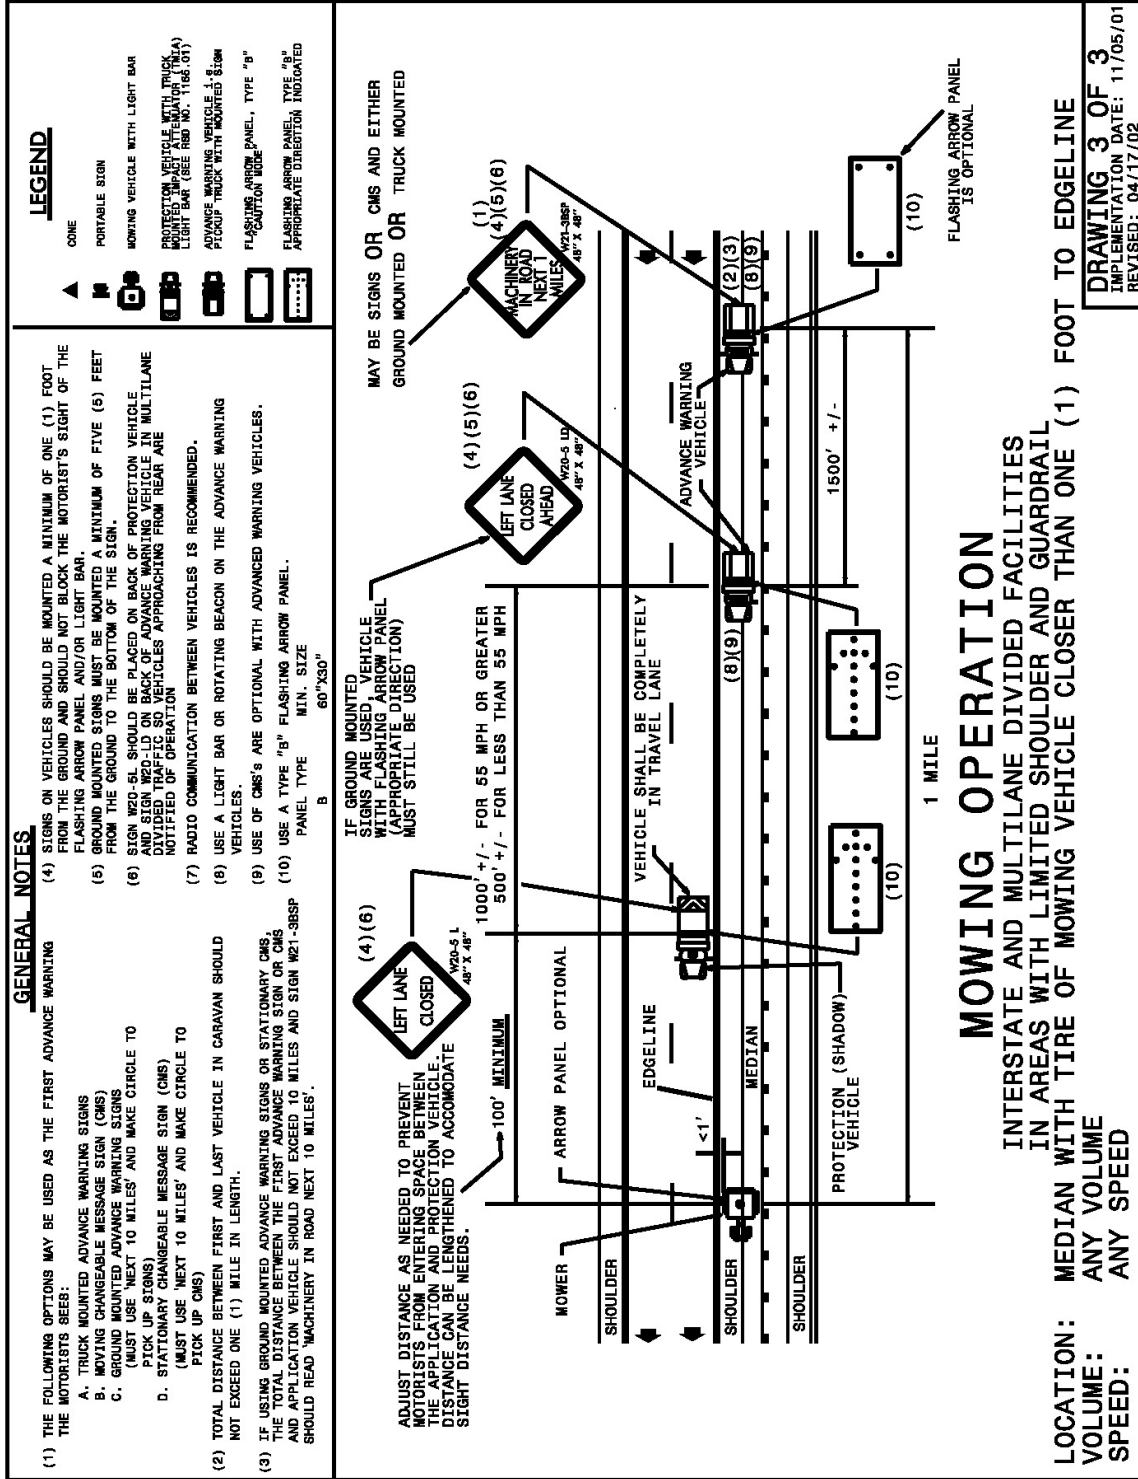 GENERAL NOTES
(1) THE FOLLOWING OPTIONS MAY BE USED AS THE FIRST ADVANCE WARNING
THE MOTORISTS SEES:
A. TRUCK MOUNTED ADVANCE WARNING SIGNS
B. MOVING CHANGEABLE MESSAGE SIGN (CMS)
C. GROUND MOUNTED ADVANCE WARNING SIGNS
(MUST USE 'NEXT 10 MILES' AND MAKE CIRCLE TO
PICK UP SIGNS)
D. STATIONARY CHANGEABLE MESSAGE SIGN (CMS)
(MUST USE 'NEXT 10 MILES' AND MAKE CIRCLE TO
PICK UP CMS)
(2) TOTAL DISTANCE BETWEEN FIRST AND LAST VEHICLE IN CARAVAN SHOULD
NOT EXCEED ONE (1) MILE IN LENGTH.
(3) IF USING GROUND MOUNTED ADVANCE WARNING SIGNS OR STATIONARY CMS,
THE TOTAL DISTANCE BETWEEN THE FIRST ADVANCE WARNING SIGN OR CMS
AND APPLICATION VEHICLE SHOULD NOT EXCEED 10 MILES AND SIGN W21-3BSP
SHOULD READ 'MACHINERY IN ROAD NEXT 10 MILES'.
(4) SIGNS ON VEHICLES SHOULD BE MOUNTED A MINIMUM OF ONE (1) FOOT
FROM THE GROUND AND SHOULD NOT BLOCK THE MOTORIST'S SIGHT OF THE
FLASHING ARROW PANEL AND/OR LIGHT BAR.
(5) GROUND MOUNTED SIGNS MUST BE MOUNTED A MINIMUM OF FIVE (5) FEET
FROM THE GROUND TO THE BOTTOM OF THE SIGN.
(6) SIGN W20-5L SHOULD BE PLACED ON BACK OF PROTECTION VEHICLE
AND SIGN W20-LD ON BACK OF ADVANCE WARNING VEHICLE IN MULTILANE
DIVIDED TRAFFIC SO VEHICLES APPROACHING FROM REAR ARE
NOTIFIED OF OPERATION
(7) RADIO COMMUNICATION BETWEEN VEHICLES IS RECOMMENDED.
(8) USE A LIGHT BAR OR ROTATING BEACON ON THE ADVANCE WARNING
VEHICLES.
(9) USE OF CMS's ARE OPTIONAL WITH ADVANCED WARNING VEHICLES.
(10) USE A TYPE "B" FLASHING ARROW PANEL.
PANEL TYPE MIN. SIZE
B 60"X30"
LEGEND
CONE
PORTABLE SIGN
MOWING VEHICLE WITH LIGHT BAR
PROTECTION VEHICLE WITH TRUCK
MOUNTED IMPACT ATTENUATOR (TMIA)
LIGHT BAR (SEE RBD NO. 1166.01)
ADVANCE WARNING VEHICLE i.e.
PICKUP TRUCK WITH MOUNTED SIGN
FLASHING ARROW PANEL, TYPE "B"
"CAUTION MODE"
FLASHING ARROW PANEL, TYPE "B"
APPROPRIATE DIRECTION INDICATED
ADJUST DISTANCE AS NEEDED TO PREVENT
MOTORISTS FROM ENTERING SPACE BETWEEN
THE APPLICATION AND PROTECTION VEHICLE.
DISTANCE CAN BE LENGTHENED TO ACCOMODATE
SIGHT DISTANCE NEEDS.
LEFT LANE
CLOSED
(4)(6)
W20-5 L
48" X 48"
IF GROUND MOUNTED
SIGNS ARE USED, VEHICLE
WITH FLASHING ARROW PANEL
(APPROPRIATE DIRECTION)
MUST STILL BE USED
LEFT LANE
CLOSED
AHEAD
(4)(5)(6)
W20-5 LD
48" X 48"
MAY BE SIGNS OR CMS AND EITHER
GROUND MOUNTED OR TRUCK MOUNTED
MACHINERY
IN ROAD
NEXT 1
MILES
(1)
(4)(5)(6)
W21-3BSP
48" X 48"
100' MINIMUM
1000' +/- FOR 55 MPH OR GREATER
500' +/- FOR LESS THAN 55 MPH
MOWER
ARROW PANEL OPTIONAL
EDGELINE
VEHICLE SHALL BE COMPLETELY
IN TRAVEL LANE
ADVANCE WARNING
VEHICLE
SHOULDER
<1'
SHOULDER
MEDIAN
(8)(9)
(2)(3)
(8)(9)
SHOULDER
PROTECTION (SHADOW)
VEHICLE
1500' +/-
(10)
(10)
(10)
FLASHING ARROW PANEL
IS OPTIONAL
1 MILE
MOWING OPERATION
INTERSTATE AND MULTILANE DIVIDED FACILITIES
IN AREAS WITH LIMITED SHOULDER AND GUARDRAIL
LOCATION: MEDIAN WITH TIRE OF MOWING VEHICLE CLOSER THAN ONE (1) FOOT TO EDGELINE
VOLUME: ANY VOLUME
SPEED: ANY SPEED
DRAWING 3 OF 3
IMPLEMENTATION DATE: 11/05/01
REVISED: 04/17/02